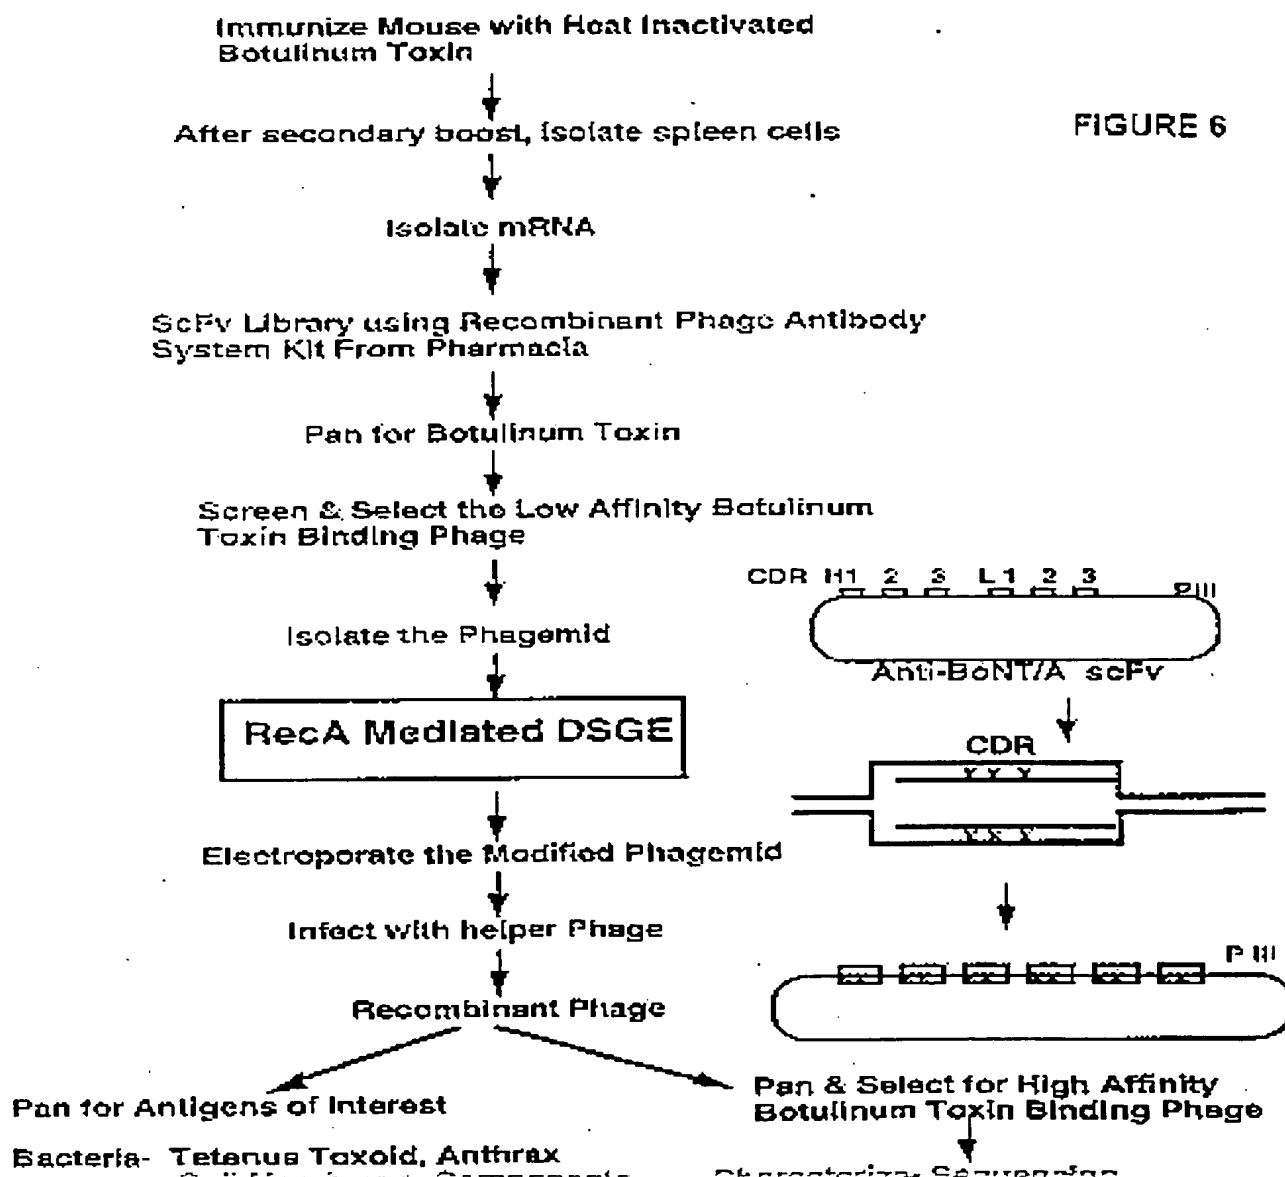 Immunize Mouse with Heat Inactivated
Botulinum Toxin
FIGURE 6
After secondary boost, Isolate spleen cells
Isolate mRNA
ScFv Library using Recombinant Phage Antibody
System Kit From Pharmacia
Pan for Botulinum Toxin
Screen & Select the Low Affinity Botulinum
Toxin Binding Phage
Isolate the Phagemid
RecA Mediated DSGE
Electroporate the Modified Phagemid
Infect with helper Phage
Recombinant Phage
CDR H1 2 3 L1 2 3 PIII
Anti-BoNT/A scFv
CDR
X X X
X X X
P III
Pan for Antigens of Interest
Bacteria- Tetanus Toxoid, Anthrax
Pan & Select for High Affinity
Botulinum Toxin Binding Phage